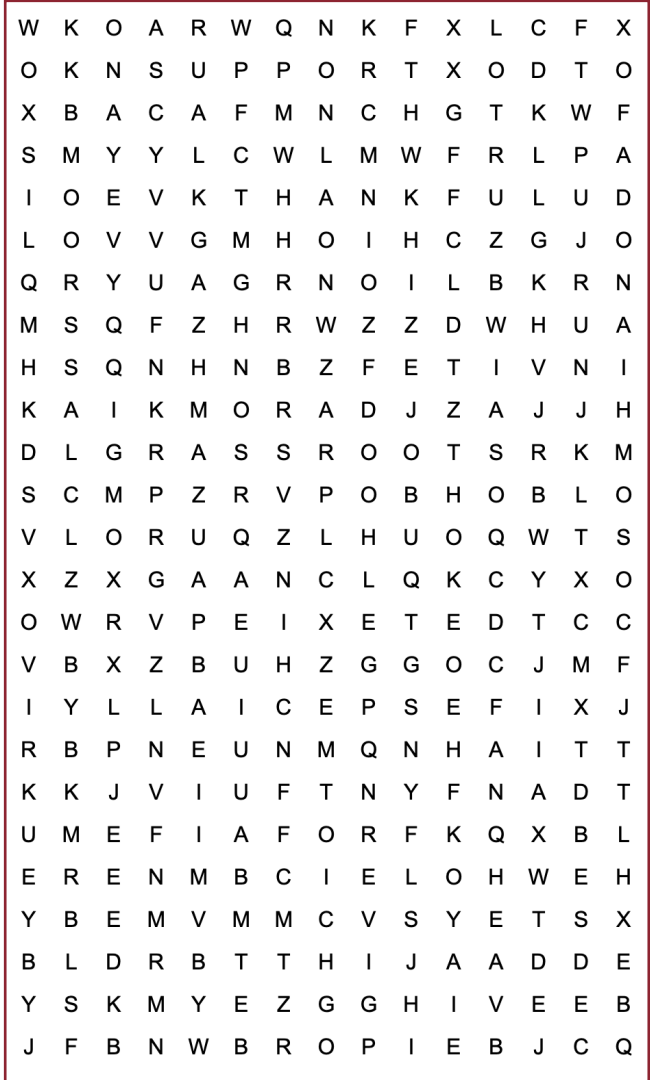 W K O A R W Q N K F X L C F X
O K N S U P P O R T X O D T O
X B A C A F M N C H G T K W F
S M Y Y L C W L M W F R L P A
I O E V K T H A N K F U L U D
L O V V G M H O I H C Z G J O
Q R Y U A G R N O I L B K R N
M S Q F Z H R W Z Z D W H U A
H S Q N H N B Z F E T I V N I
K A I K M O R A D J Z A J J H
D L G R A S S R O O T S R K M
S C M P Z R V P O B H O B L O
V L O R U Q Z L H U O Q W T S
X Z X G A A N C L Q K C Y X O
O W R V P E I X E T E D T C C
V B X Z B U H Z G G O C J M F
I Y L L A I C E P S E F I X J
R B P N E U N M Q N H A I T T
K K J V I U F T N Y F N A D T
U M E F I A F O R F K Q X B L
E R E N M B C I E L O H W E H
Y B E M V M M C V S Y E T S X
B L D R B T T H I J A A D D E
Y S K M Y E Z G G H I V E E B
J F B N W B R O P I E B J C Q